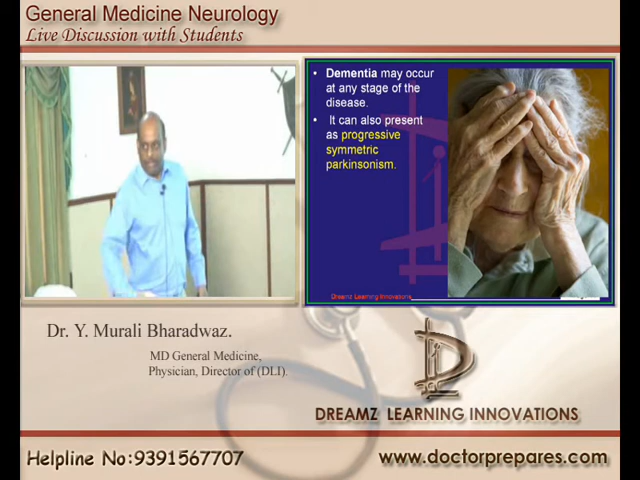 General Medicine Neurology
Live Discussion with Students
• Dementia may occur
at any stage of the
disease.
• It can also present
as progressive
symmetric
parkinsonism.
Dreamz Learning Innovations
Dr. Y. Murali Bharadwaz.
MD General Medicine,
Physician, Director of (DLI).
DREAMZ LEARNING INNOVATIONS
Helpline No:9391567707
www.doctorprepares.com